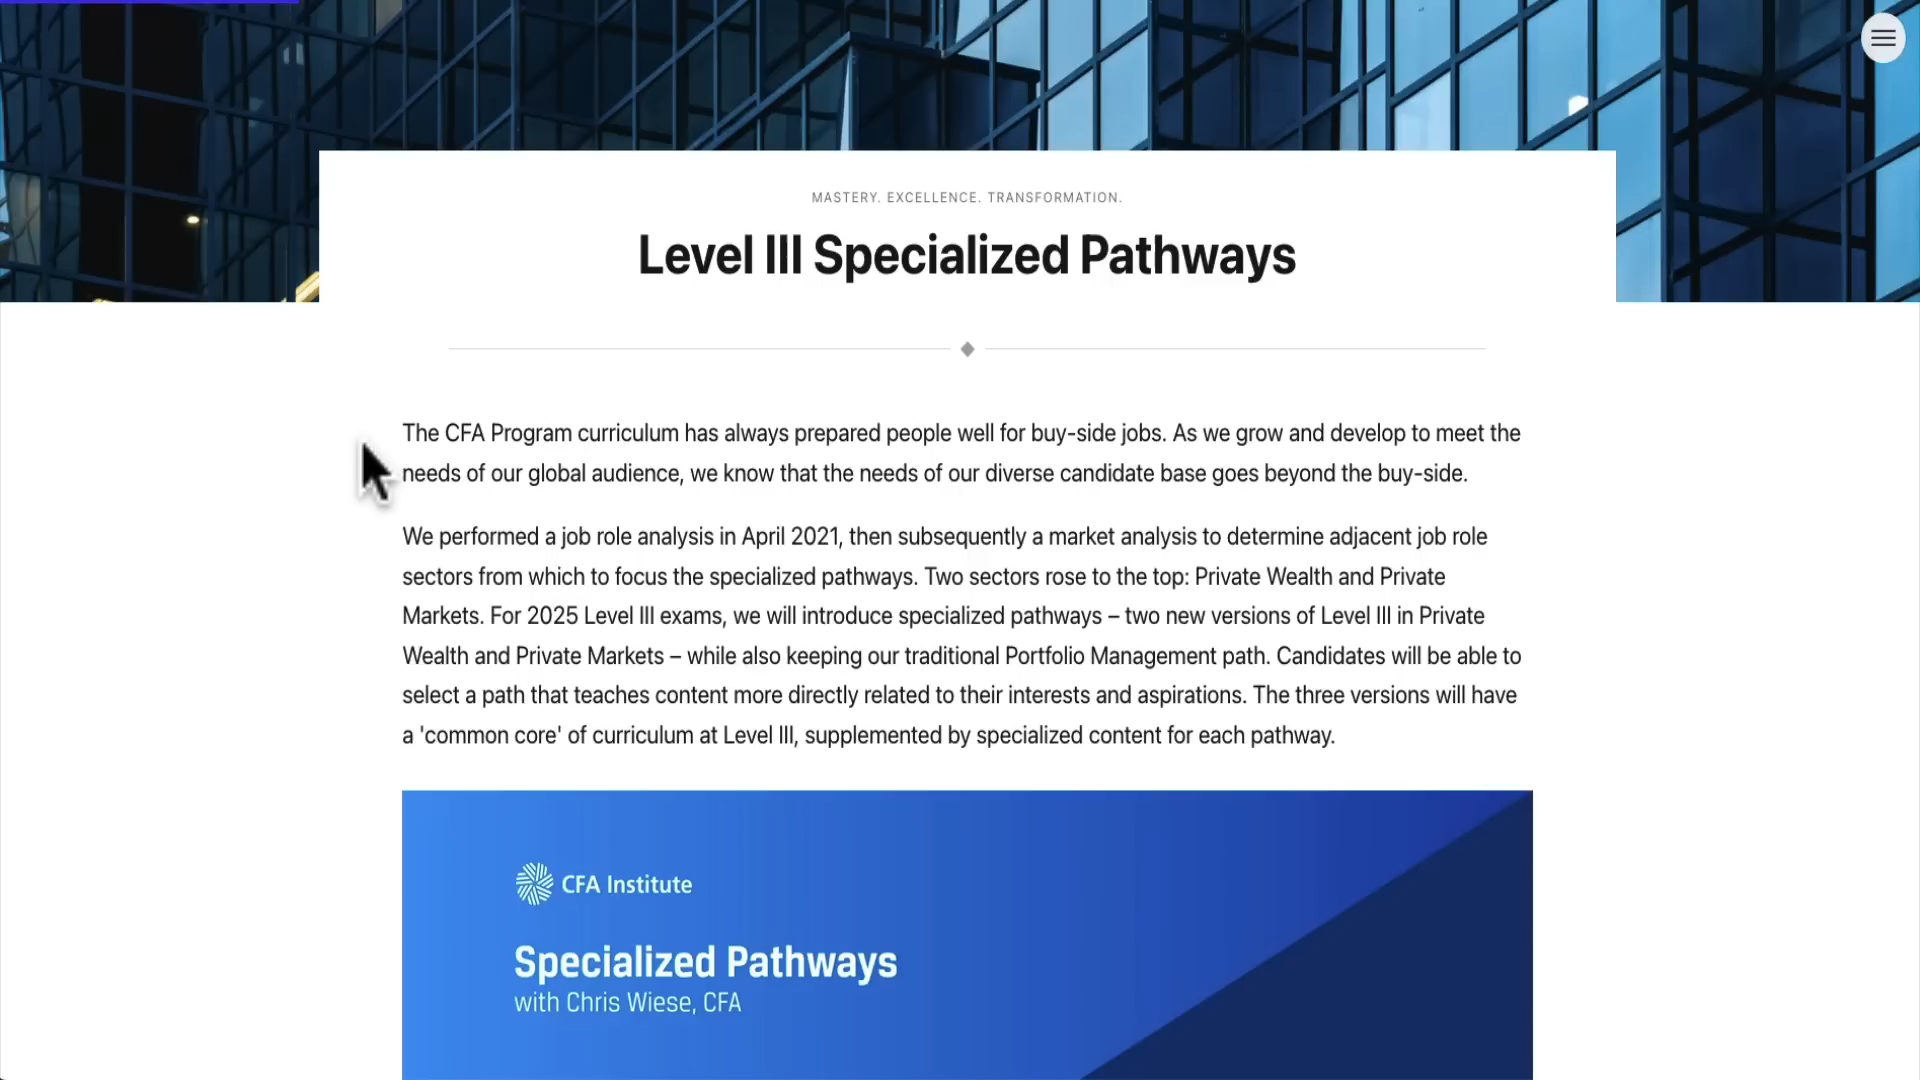 MASTERY. EXCELLENCE. TRANSFORMATION.
Level III Specialized Pathways
The CFA Program curriculum has always prepared people well for buy-side jobs. As we grow and develop to meet the
needs of our global audience, we know that the needs of our diverse candidate base goes beyond the buy-side.
We performed a job role analysis in April 2021, then subsequently a market analysis to determine adjacent job role
sectors from which to focus the specialized pathways. Two sectors rose to the top: Private Wealth and Private
Markets. For 2025 Level III exams, we will introduce specialized pathways – two new versions of Level III in Private
Wealth and Private Markets – while also keeping our traditional Portfolio Management path. Candidates will be able to
select a path that teaches content more directly related to their interests and aspirations. The three versions will have
a 'common core' of curriculum at Level III, supplemented by specialized content for each pathway.
CFA Institute
Specialized Pathways
with Chris Wiese, CFA